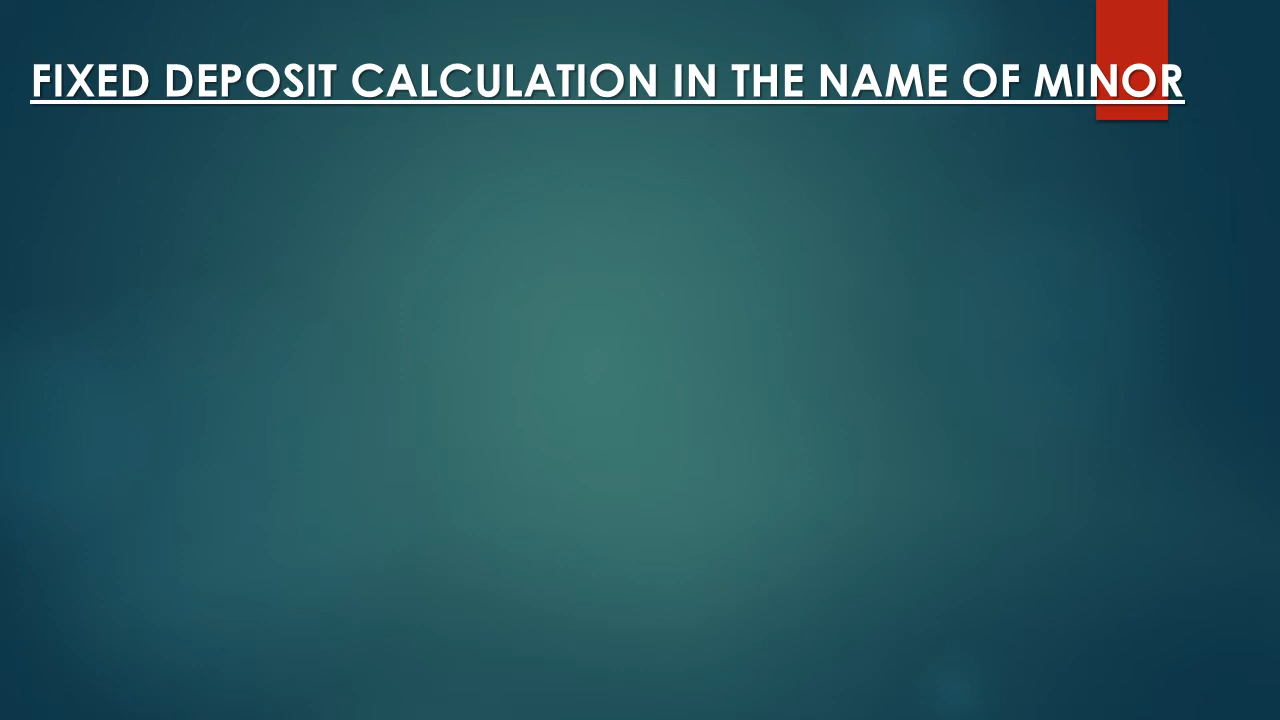 FIXED DEPOSIT CALCULATION IN THE NAME OF MINOR